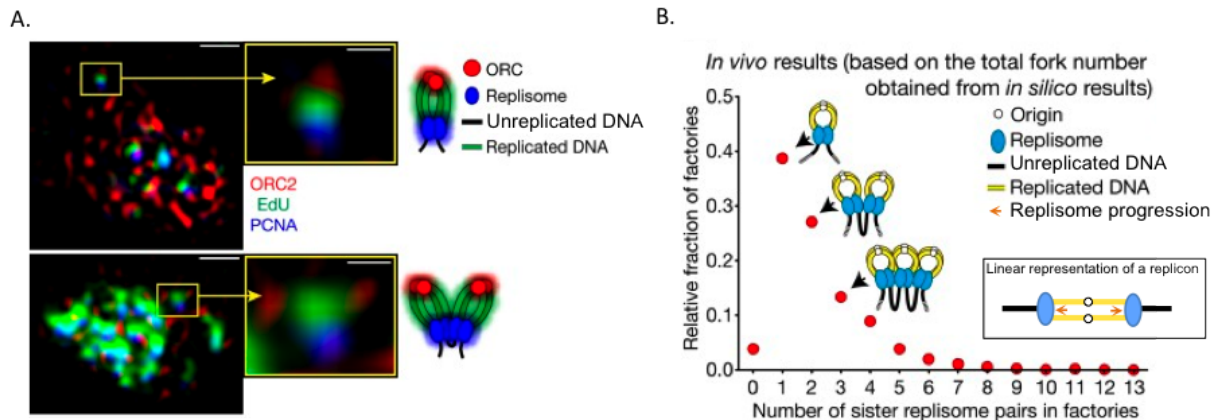 A.
ORC
Replisome
Unreplicated DNA
Replicated DNA
ORC2
EdU
PCNA
B.
In vivo results (based on the total fork number
obtained from in silico results)
Origin
Replisome
Unreplicated DNA
Replicated DNA
Replisome progression
Linear representation of a replicon
Relative fraction of factories
0.5
0.4
0.3
0.2
0.1
0.0
0 1 2 3 4 5 6 7 8 9 10 11 12 13
Number of sister replisome pairs in factories